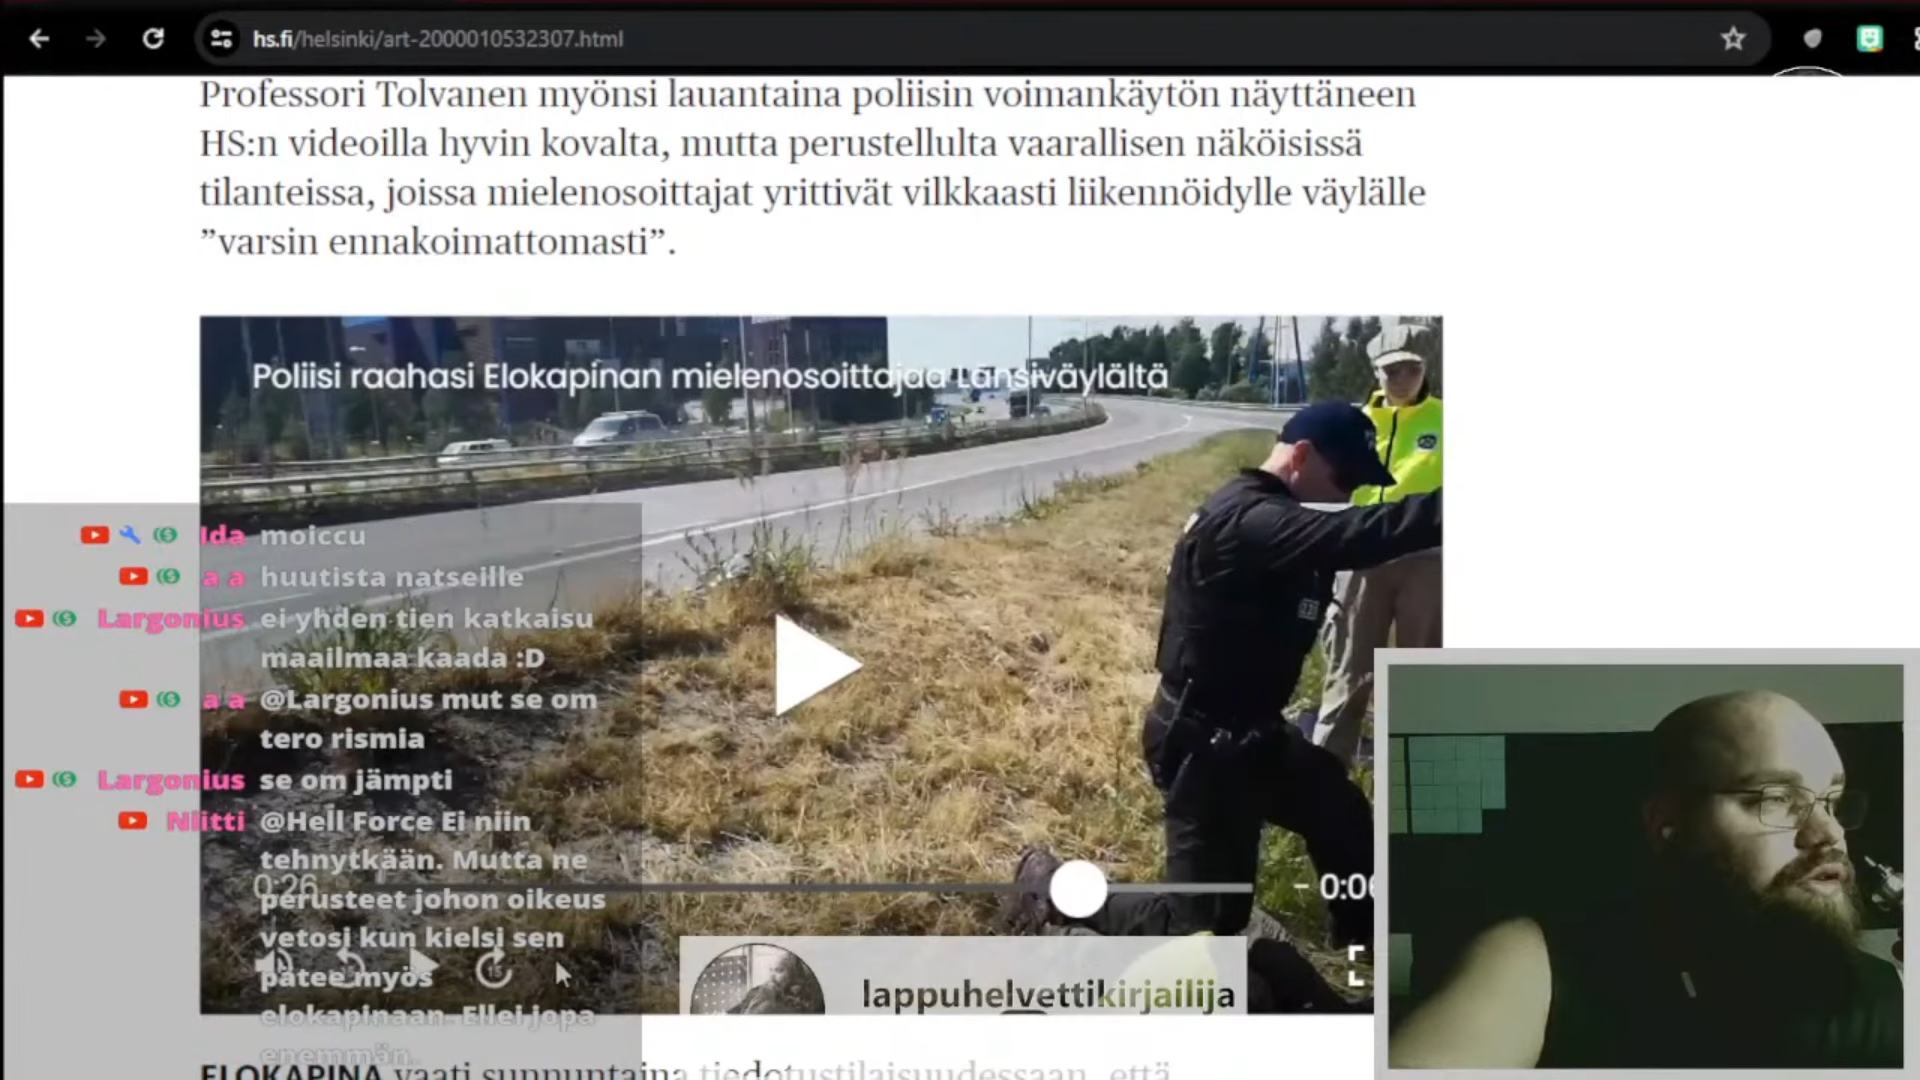 hs.fi/helsinki/art-2000010532307.html
Professori Tolvanen myönsi lauantaina poliisin voimankäytön näyttäneen
HS:n videoilla hyvin kovalta, mutta perustellulta vaarallisen näköisissä
tilanteissa, joissa mielenosoittajat yrittivät vilkkaasti liikennöidylle väylälle
”varsin ennakoimattomasti”.
Poliisi raahasi Elokapinan mielenosoittajaa Länsiväylältä
Ida moiccu
a a huutista natseille
Largonius ei yhden tien katkaisu
maailmaa kaada :D
a a @Largonius mut se om
tero rismia
Largonius se om jämpti
Niitti @Hell Force Ei niin
tehnytkään. Mutta ne
perusteet johon oikeus
vetosi kun kielsi sen
pätee myös
elokapinaan. Ellei jopa
enemmän.
0:26
- 0:06
15
lappuhelvettikirjailija
ELOKAPINA vaati sunnuntaina tiedotustilaisuudessaan, että